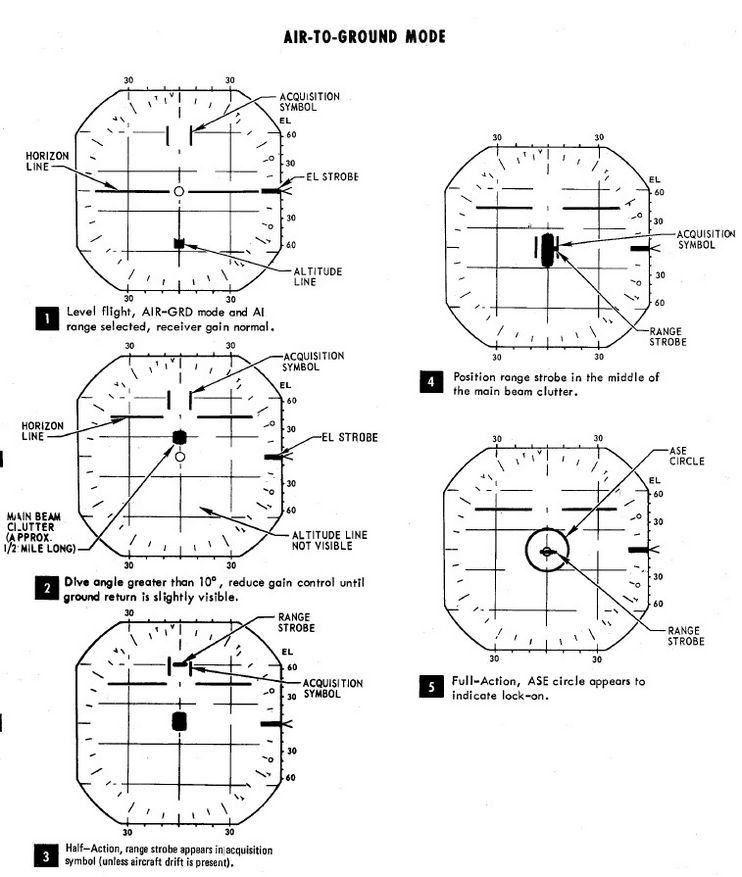 AIR-TO-GROUND MODE
30
30
ACQUISITION
SYMBOL
EL
60
30
HORIZON
LINE
EL STROBE
30
60
ALTITUDE
LINE
30
30
1
Level flight, AIR-GRD mode and AI
range selected, receiver gain normal.
30
30
ACQUISITION
SYMBOL
EL
60
30
HORIZON
LINE
EL STROBE
30
60
MAIN BEAM
CLUTTER
(APPROX.
1/2 MILE LONG)
ALTITUDE LINE
NOT VISIBLE
30
30
2
Dive angle greater than 10°, reduce gain control until
ground return is slightly visible.
30
RANGE
STROBE
EL
60
ACQUISITION
SYMBOL
30
30
60
30
30
3
Half-Action, range strobe appears in acquisition
symbol (unless aircraft drift is present).
30
30
EL
60
30
ACQUISITION
SYMBOL
30
60
RANGE
STROBE
30
30
4
Position range strobe in the middle of
the main beam clutter.
30
30
ASE
CIRCLE
EL
60
30
30
60
RANGE
STROBE
30
30
5
Full-Action, ASE circle appears to
indicate lock-on.